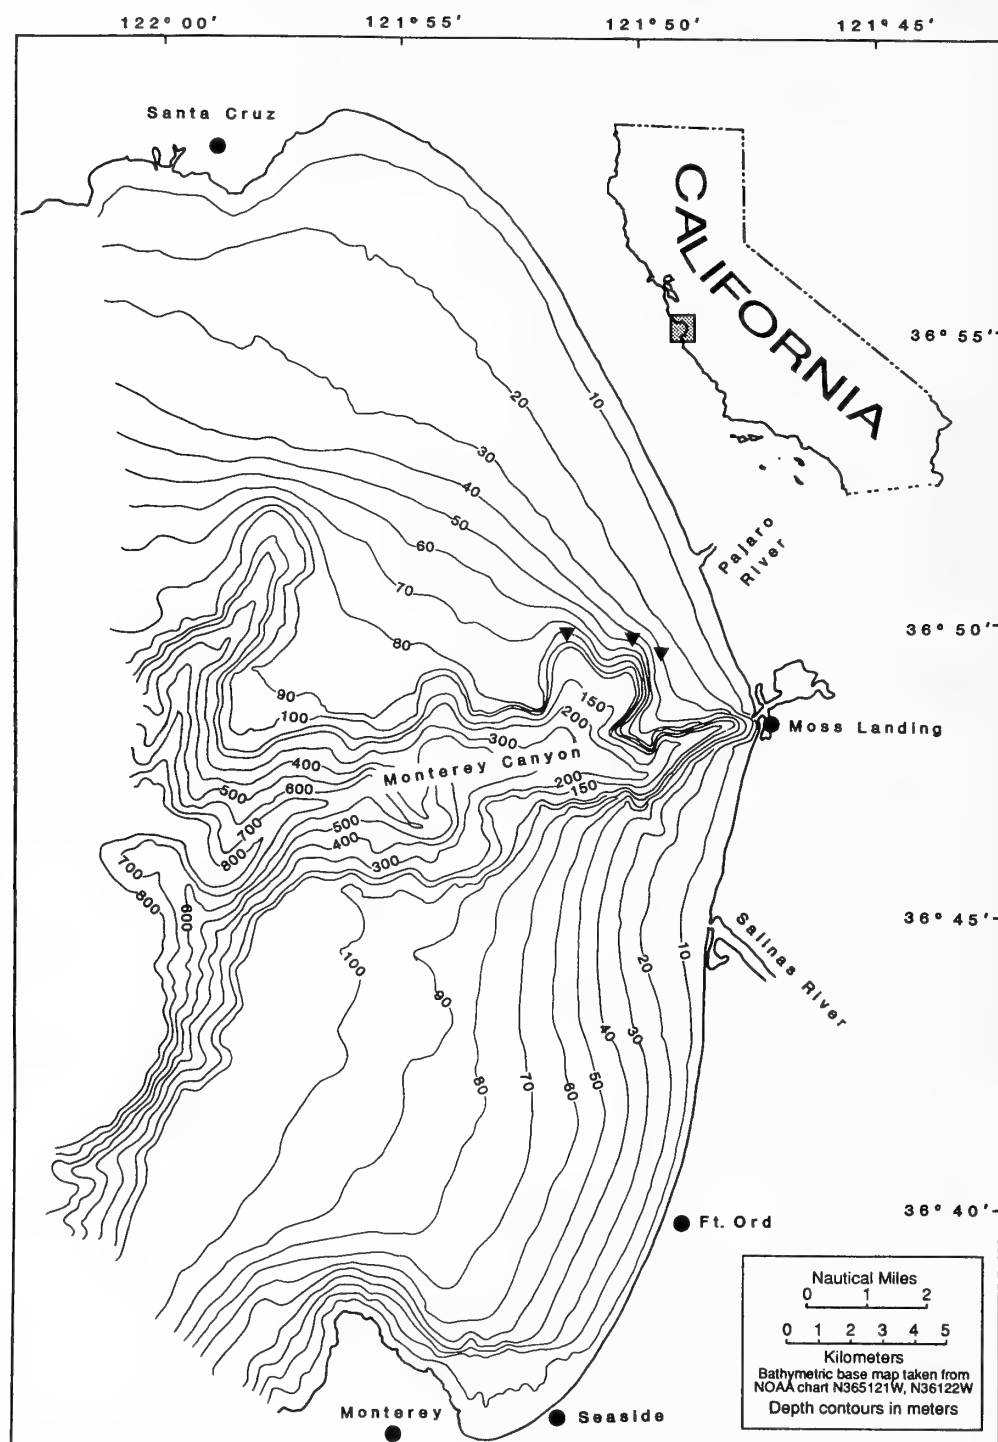 122° 00'
121° 55'
121° 50'
121° 45'
Santa Cruz
CALIFORNIA
36° 55'
20
10
30
40
50
60
Pajaro
River
70
36° 50'
80
90
150
100
200
300
Moss Landing
Monterey Canyon
400
200
500
600
150
700
500
400
800
300
700
800
600
36° 45'
Salinas River
100
90
20
10
40
30
80
70
60
50
36° 40'
Ft. Ord
Nautical Miles
0 1 2
0 1 2 3 4 5
Kilometers
Bathymetric base map taken from
NOAA chart N365121W, N36122W
Depth contours in meters
Monterey
Seaside